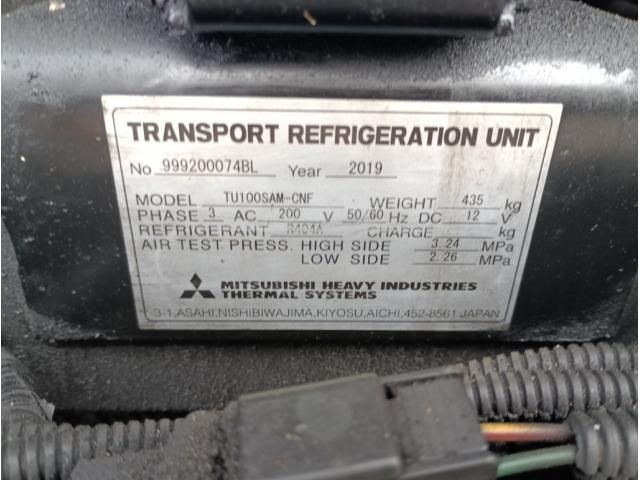 TRANSPORT REFRIGERATION UNIT
No 999200074BL Year 2019
MODEL TU100SAM-CNF WEIGHT 435 kg
PHASE 3 AC 200 V 50/60 Hz DC 12 V
REFRIGERANT R404A CHARGE kg
AIR TEST PRESS. HIGH SIDE 3.24 MPa
LOW SIDE 2.26 MPa
MITSUBISHI HEAVY INDUSTRIES
THERMAL SYSTEMS
3-1,ASAHI,NISHIBIWAJIMA,KIYOSU,AICHI,452-8561 JAPAN